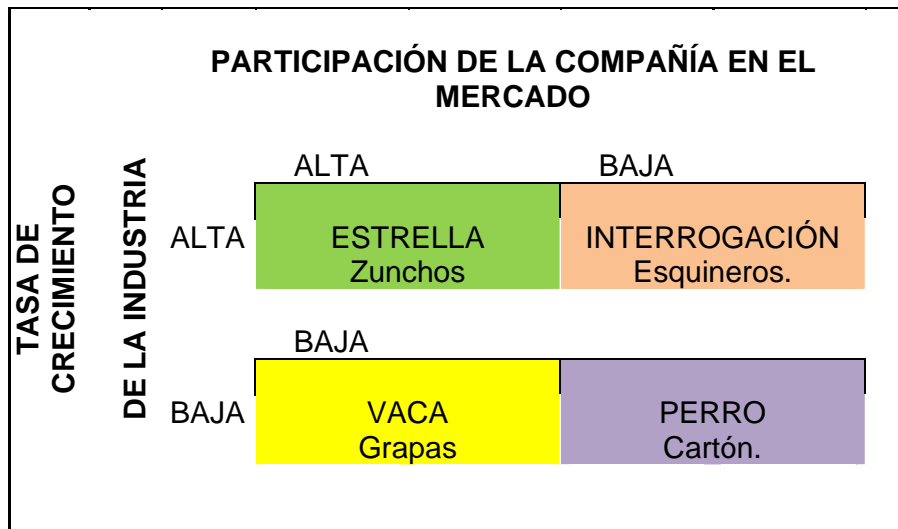 PARTICIPACIÓN DE LA COMPAÑÍA EN EL
MERCADO
TASA DE
CRECIMIENTO
DE LA INDUSTRIA
ALTA
BAJA
ALTA
ESTRELLA
Zunchos
INTERROGACIÓN
Esquineros.
BAJA
BAJA
VACA
Grapas
PERRO
Cartón.